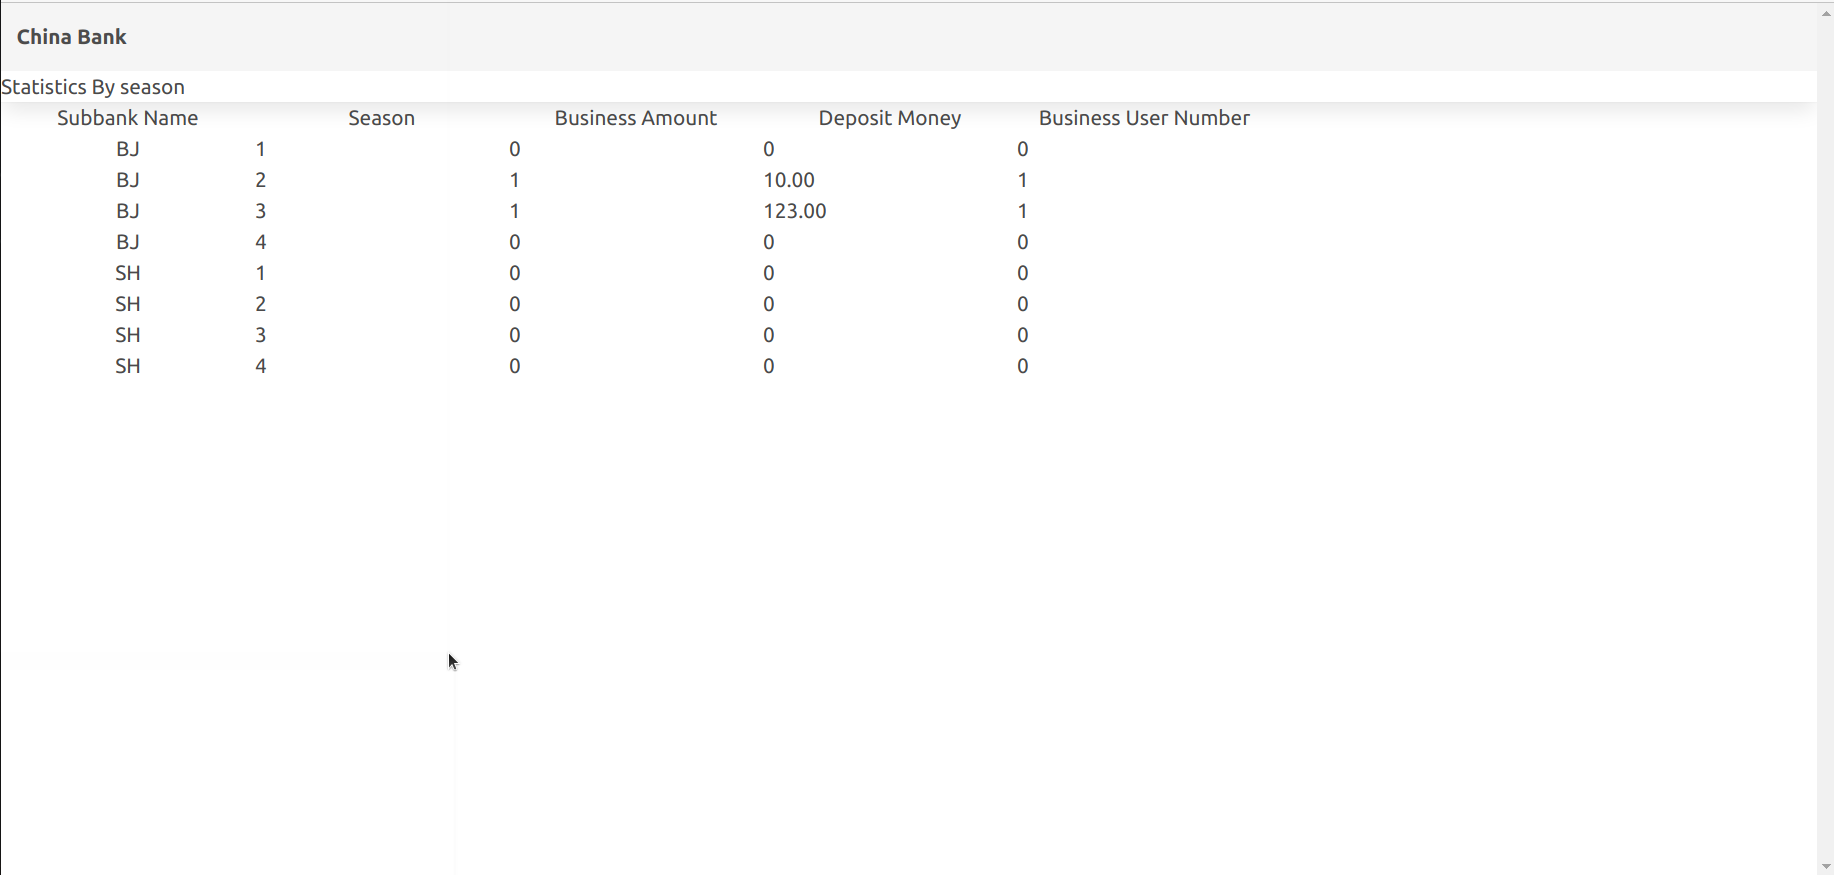 China Bank
Statistics By season
Subbank Name Season Business Amount Deposit Money Business User Number
BJ 1 0 0 0
BJ 2 1 10.00 1
BJ 3 1 123.00 1
BJ 4 0 0 0
SH 1 0 0 0
SH 2 0 0 0
SH 3 0 0 0
SH 4 0 0 0